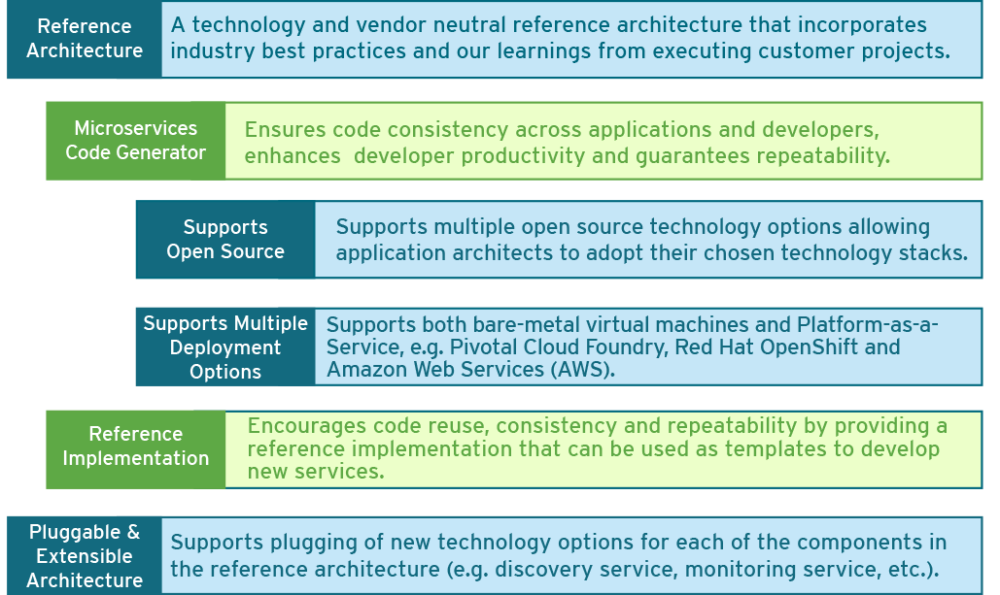 Reference
Architecture
A technology and vendor neutral reference architecture that incorporates
industry best practices and our learnings from executing customer projects.
Microservices
Code Generator
Ensures code consistency across applications and developers,
enhances  developer productivity and guarantees repeatability.
Supports
Open Source
Supports multiple open source technology options allowing
application architects to adopt their chosen technology stacks.
Supports Multiple
Deployment
Options
Supports both bare-metal virtual machines and Platform-as-a-
Service, e.g. Pivotal Cloud Foundry, Red Hat OpenShift and
Amazon Web Services (AWS).
Reference
Implementation
Encourages code reuse, consistency and repeatability by providing a
reference implementation that can be used as templates to develop
new services.
Pluggable &
Extensible
Architecture
Supports plugging of new technology options for each of the components in
the reference architecture (e.g. discovery service, monitoring service, etc.).